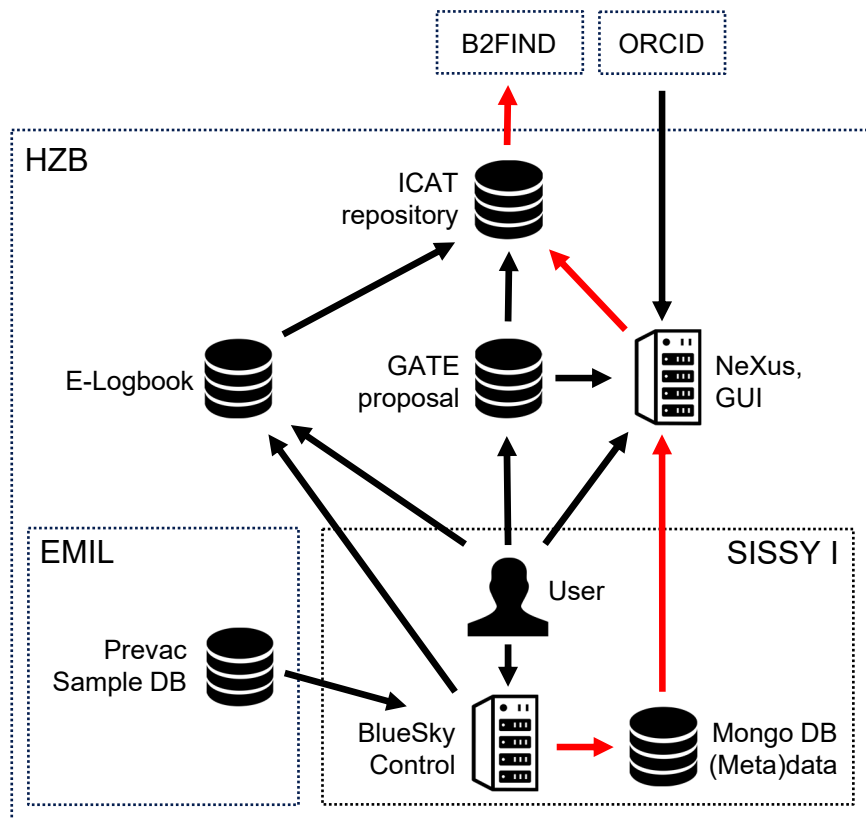 B2FIND
ORCID
HZB
ICAT
repository
E-Logbook
GATE
proposal
NeXus,
GUI
EMIL
SISSY I
User
Prevac
Sample DB
BlueSky
Control
Mongo DB
(Meta)data